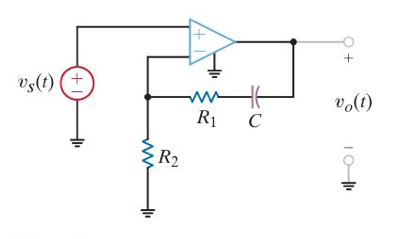 +
−
+
−
vs(t)
+
R1
C
vo(t)
−
R2